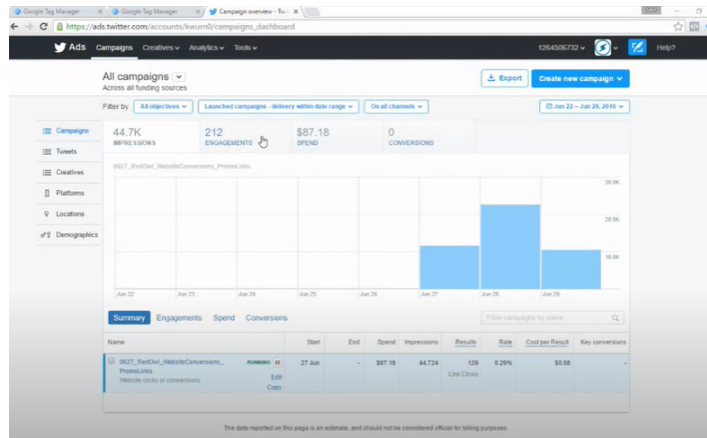 Google Tag Manager
Google Tag Manager
Campaign overview - Tw
https://ads.twitter.com/accounts/kwum0/campaigns_dashboard
Ads Campaigns Creatives Analytics Tools 1264506732 Help?
All campaigns
Across all funding sources
Export
Create new campaign
Filter by All objectives Launched campaigns - delivery within date range On all channels Jun 22 – Jun 29, 2016
Campaigns
Tweets
Creatives
Platforms
Locations
Demographics
44.7K 212 $87.18 0
IMPRESSIONS ENGAGEMENTS SPEND CONVERSIONS
0627_RedOwl_WebsiteConversions_PromoLinks
30.0K
20.0K
10.0K
Jun 22 Jun 23 Jun 24 Jun 25 Jun 26 Jun 27 Jun 28 Jun 29
Summary Engagements Spend Conversions
Filter campaigns by name
Name Start End Spend Impressions Results Rate Cost per Result Key conversions
0627_RedOwl_WebsiteConversions_ RUNNING 27 Jun - $87.18 44,724 129 0.29% $0.68 -
PromoLinks Edit Link Clicks
Website clicks or conversions Copy
The data reported on this page is an estimate, and should not be considered official for billing purposes.